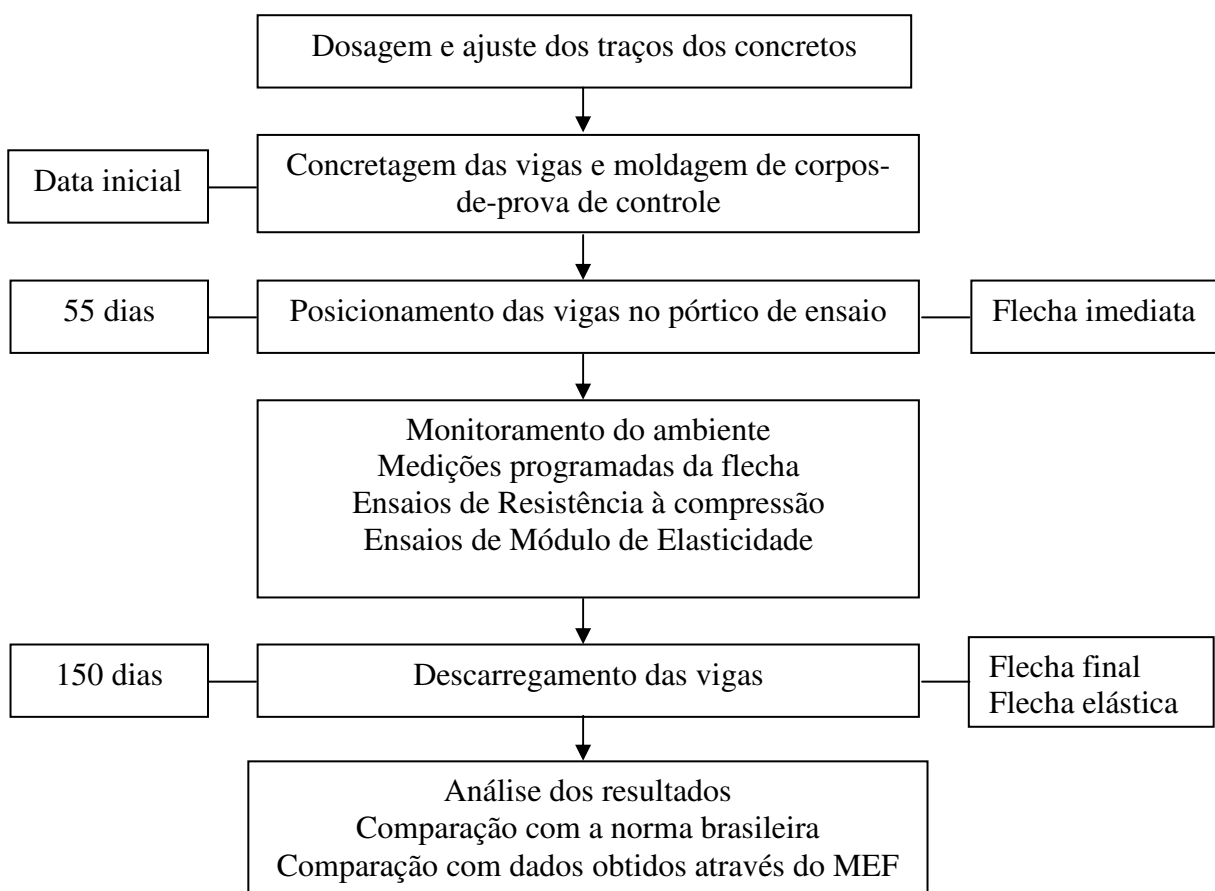 Dosagem e ajuste dos traços dos concretos
Data inicial
Concretagem das vigas e moldagem de corpos-
de-prova de controle
55 dias
Posicionamento das vigas no pórtico de ensaio
Flecha imediata
Monitoramento do ambiente
Medições programadas da flecha
Ensaios de Resistência à compressão
Ensaios de Módulo de Elasticidade
150 dias
Descarregamento das vigas
Flecha final
Flecha elástica
Análise dos resultados
Comparação com a norma brasileira
Comparação com dados obtidos através do MEF